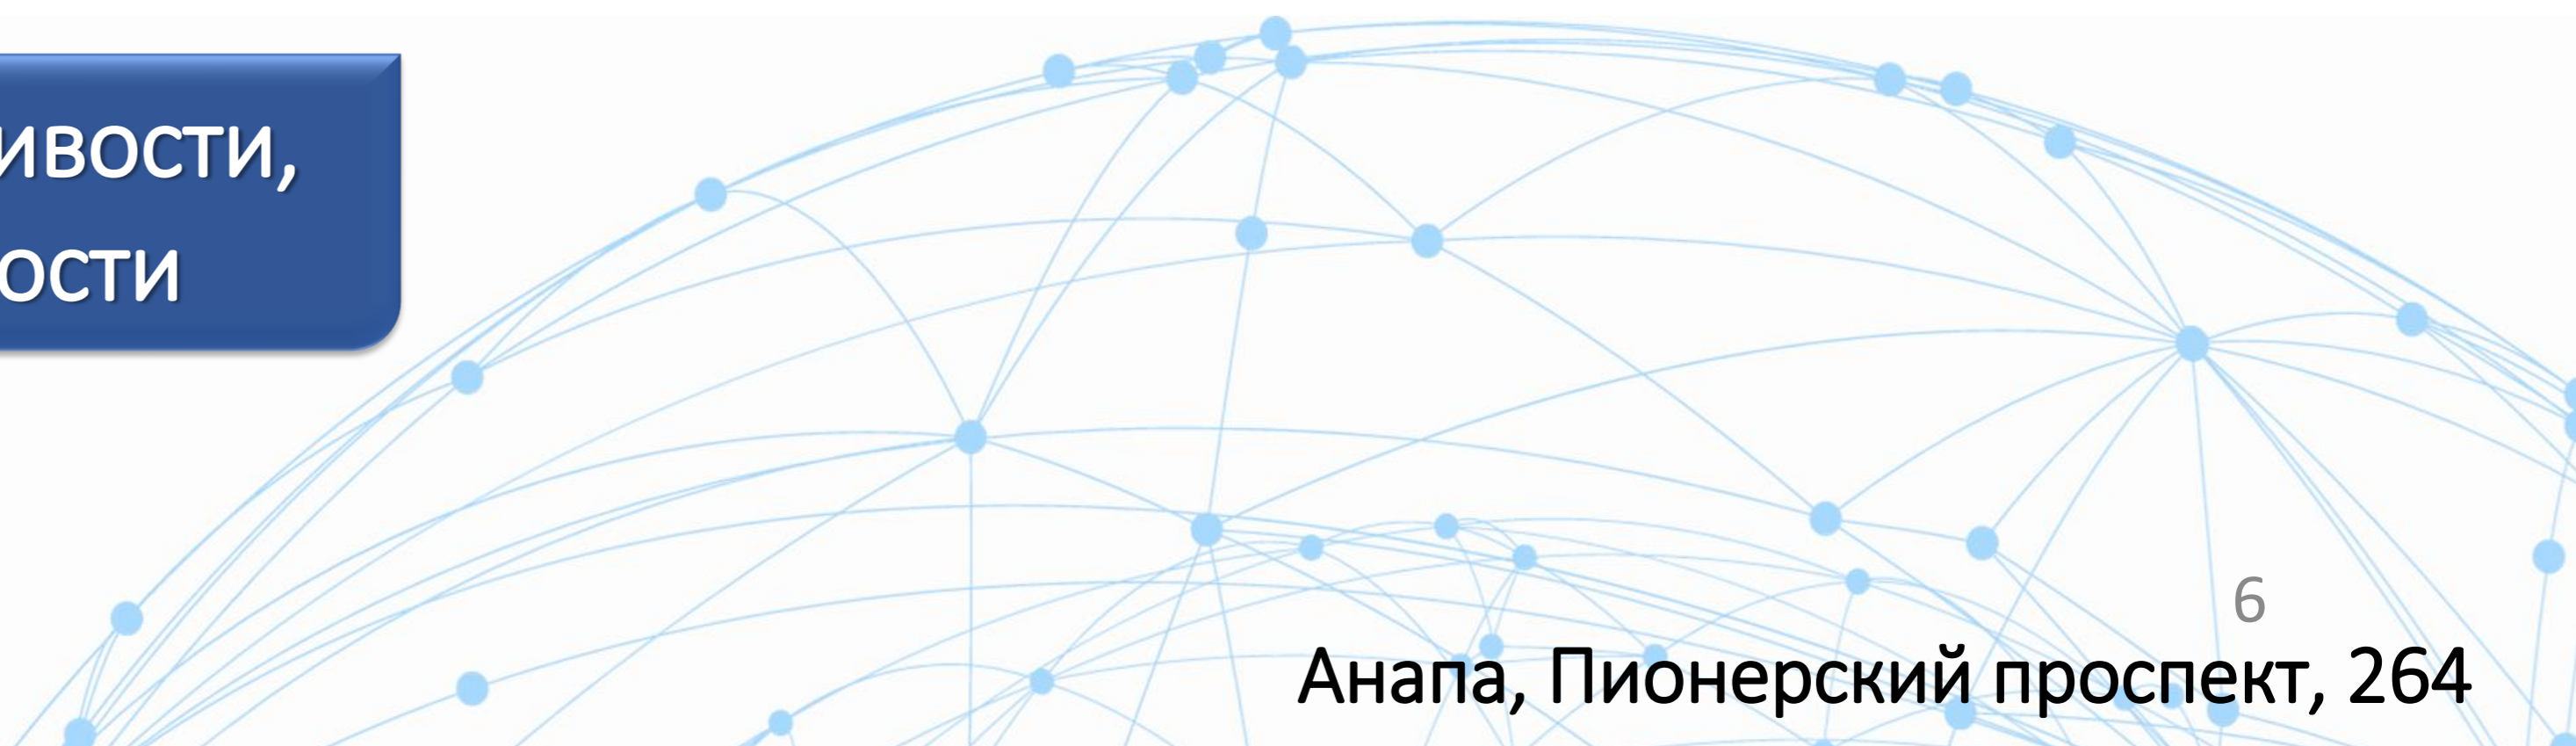 ивости,
ости
6
Анапа, Пионерский проспект, 264